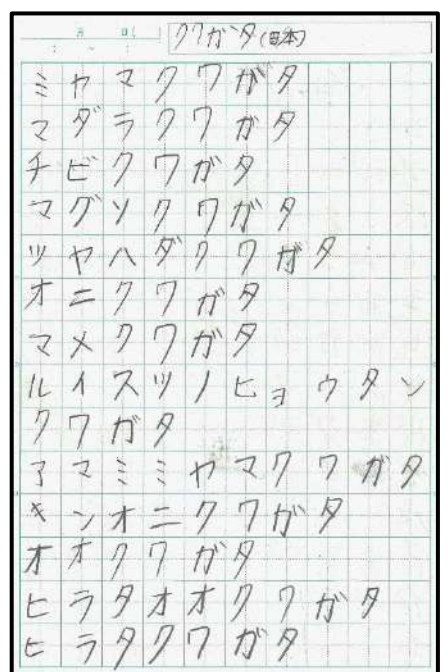 月 日( )
: ~ :
クワガタ(日本)
ミヤマクワガタ
マダラクワガタ
チビクワガタ
マグソクワガタ
ツヤハダクワガタ
オニクワガタ
マメクワガタ
ルイスツノヒョウタン
クワガタ
アマミミヤマクワガタ
キンオニクワガタ
オオクワガタ
ヒラタオオクワガタ
ヒラタクワガタ